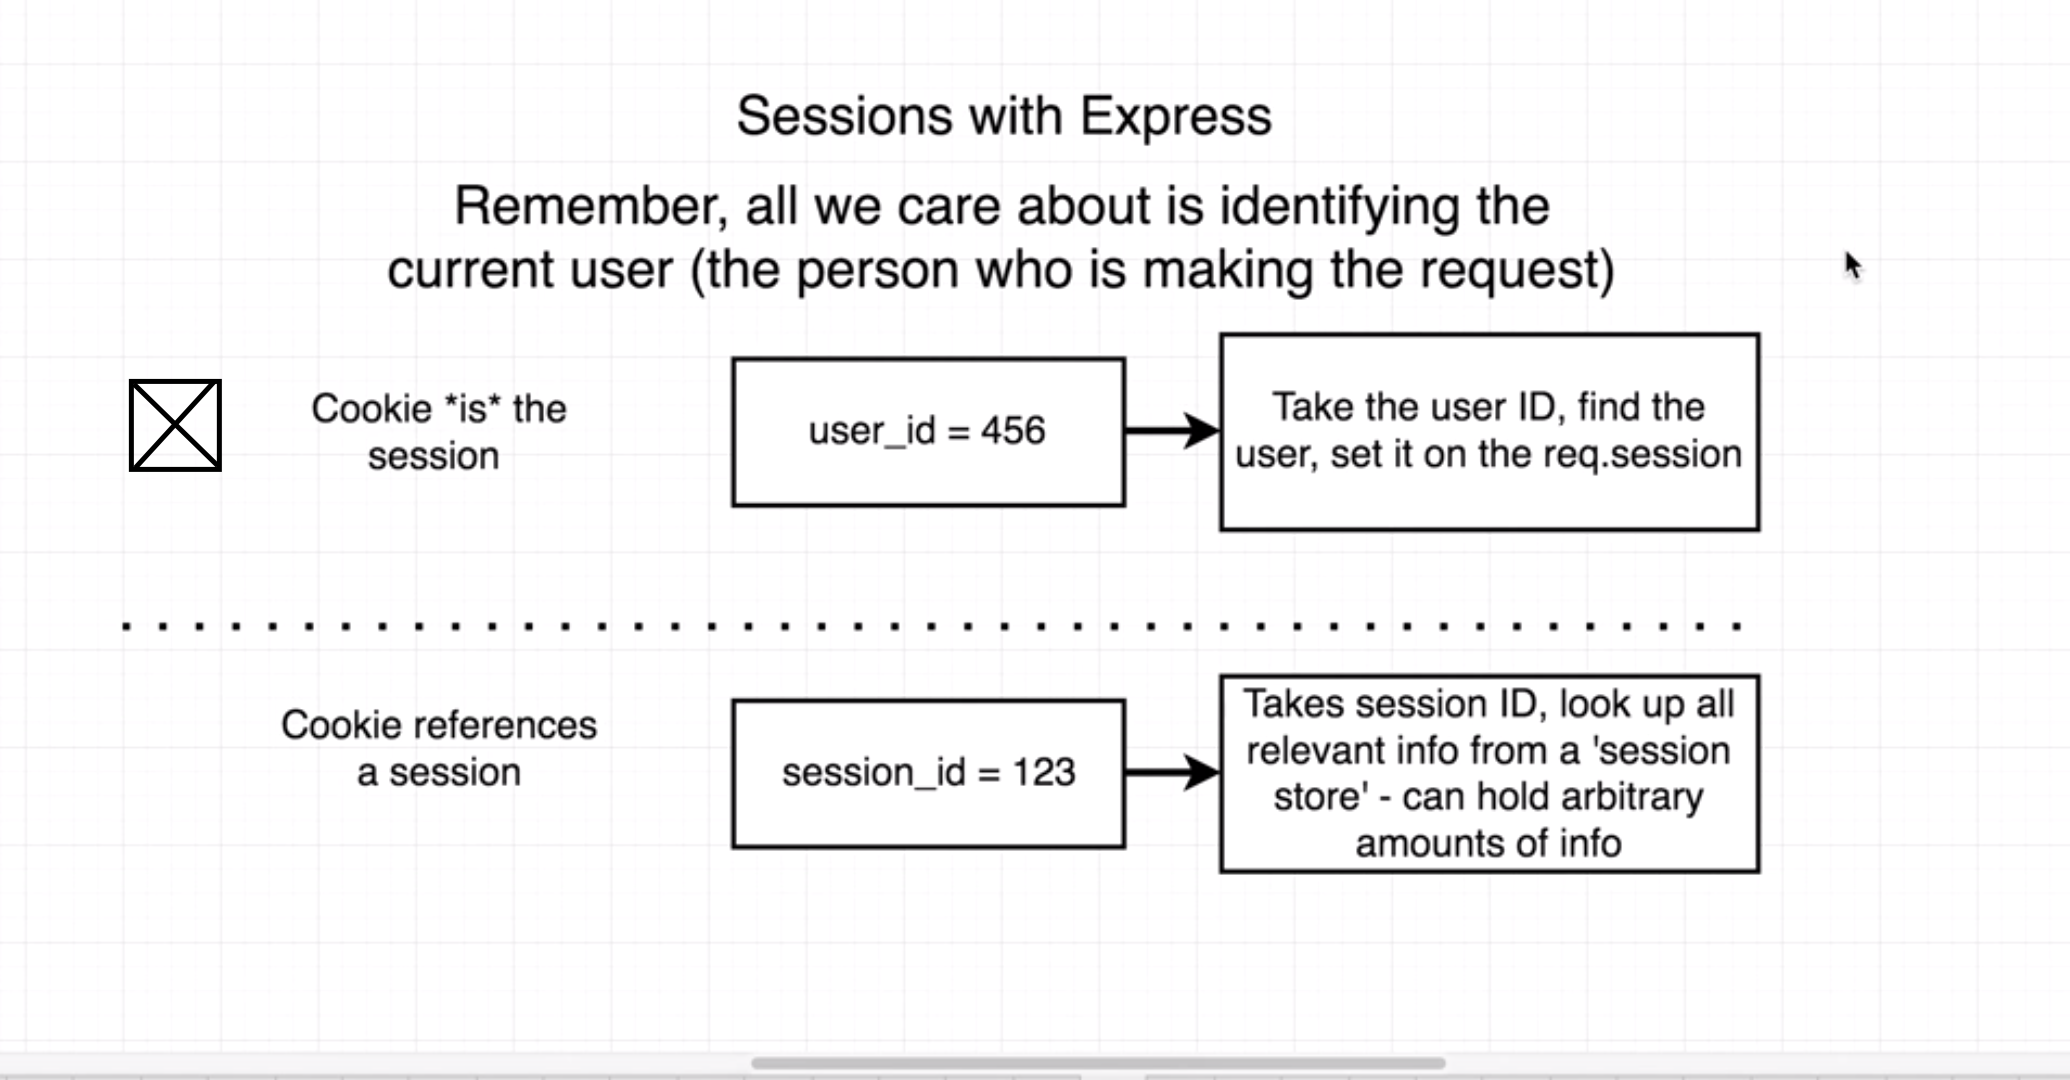 Sessions with Express
Remember, all we care about is identifying the
current user (the person who is making the request)
Cookie *is* the
session
user_id = 456
Take the user ID, find the
user, set it on the req.session
Cookie references
a session
session_id = 123
Takes session ID, look up all
relevant info from a 'session
store' - can hold arbitrary
amounts of info